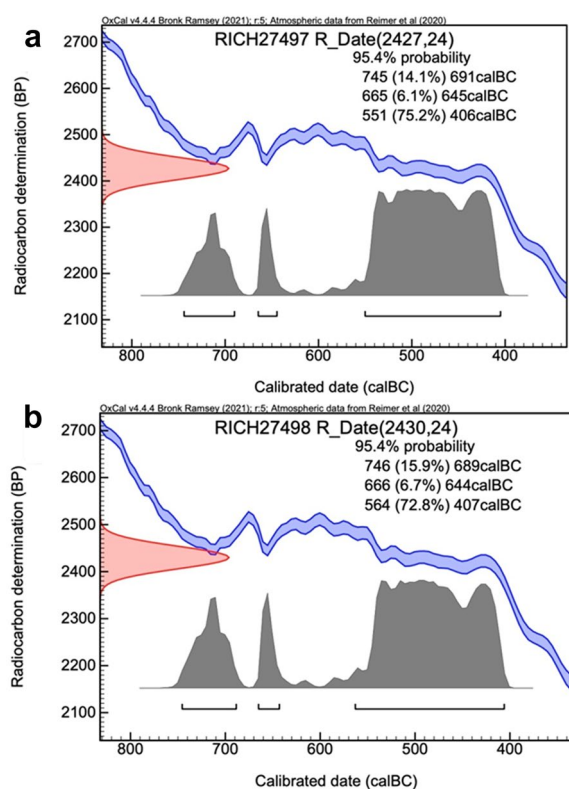 OxCal v4.4.4 Bronk Ramsey (2021); r:5; Atmospheric data from Reimer et al (2020)
a
RICH27497 R_Date(2427,24)
95.4% probability
745 (14.1%) 691calBC
665 (6.1%) 645calBC
551 (75.2%) 406calBC
Radiocarbon determination (BP)
2700
2600
2500
2400
2300
2200
2100
800 700 600 500 400
Calibrated date (calBC)
OxCal v4.4.4 Bronk Ramsey (2021); r:5; Atmospheric data from Reimer et al (2020)
b
RICH27498 R_Date(2430,24)
95.4% probability
746 (15.9%) 689calBC
666 (6.7%) 644calBC
564 (72.8%) 407calBC
Radiocarbon determination (BP)
2700
2600
2500
2400
2300
2200
2100
800 700 600 500 400
Calibrated date (calBC)